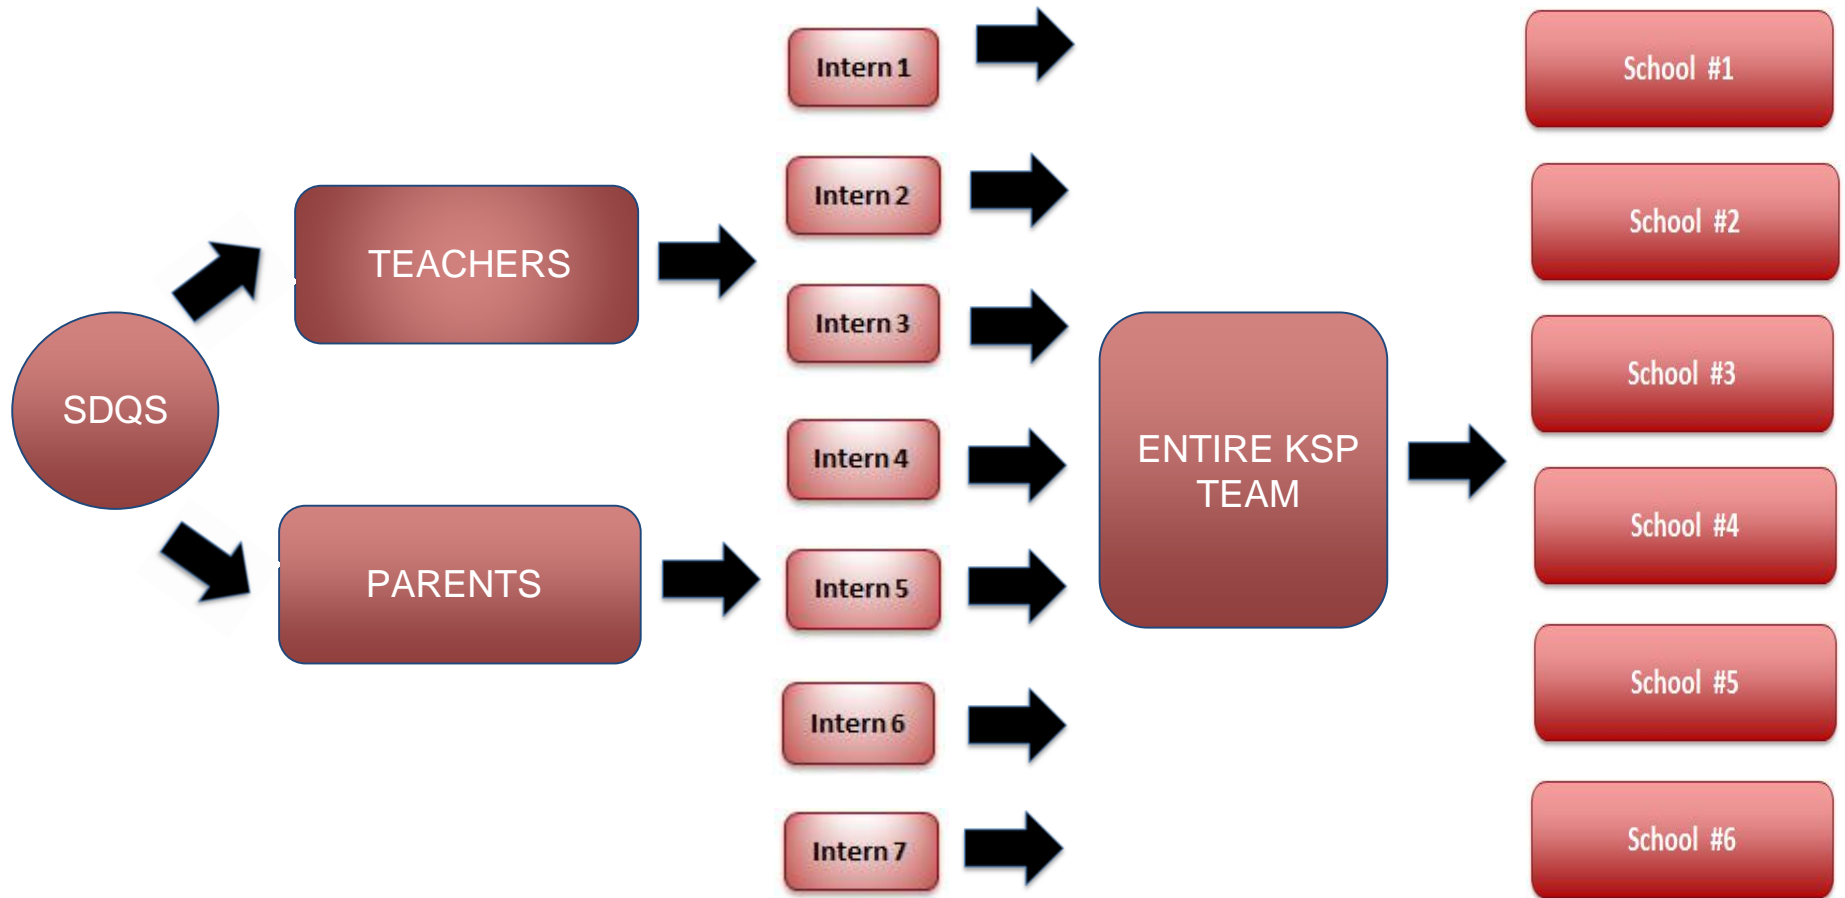 SDQS
TEACHERS
PARENTS
Intern 1
Intern 2
Intern 3
Intern 4
Intern 5
Intern 6
Intern 7
ENTIRE KSP
TEAM
School #1
School #2
School #3
School #4
School #5
School #6